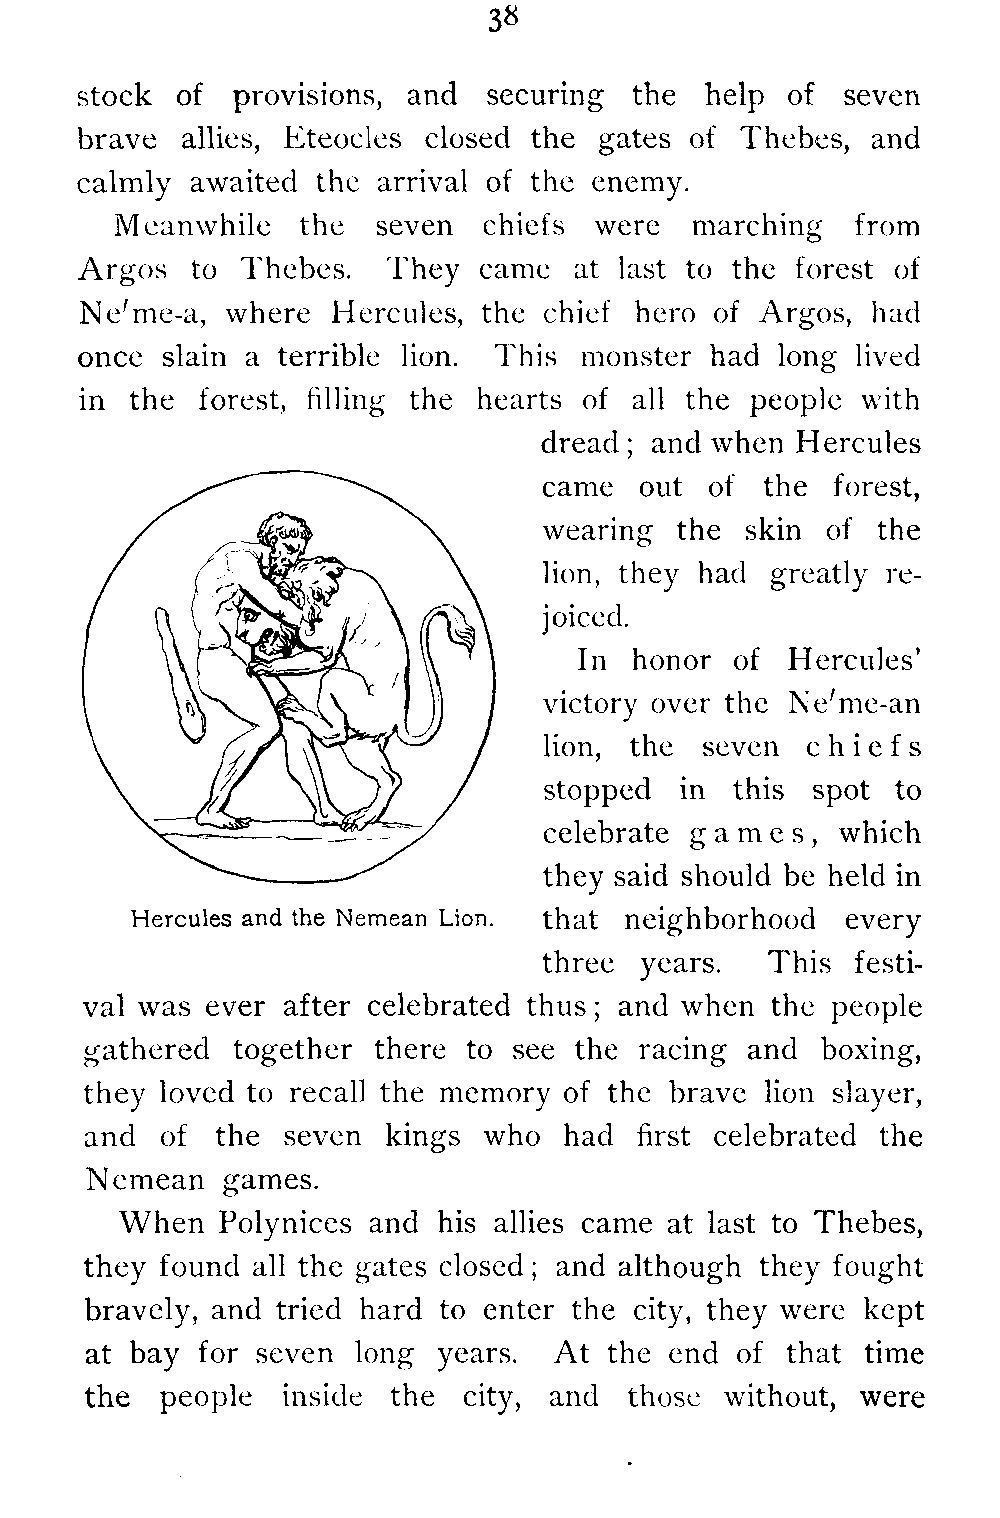 38
stock of provisions, and securing the help of seven
brave allies, Eteocles closed the gates of Thebes, and
calmly awaited the arrival of the enemy.
Meanwhile the seven chiefs were marching from
Argos to Thebes. They came at last to the forest of
Ne′me-a, where Hercules, the chief hero of Argos, had
once slain a terrible lion. This monster had long lived
in the forest, filling the hearts of all the people with
dread; and when Hercules
came out of the forest,
wearing the skin of the
lion, they had greatly re-
joiced.
In honor of Hercules'
victory over the Ne′me-an
lion, the seven chiefs
stopped in this spot to
celebrate games, which
they said should be held in
that neighborhood every
three years. This festi-
Hercules and the Nemean Lion.
val was ever after celebrated thus; and when the people
gathered together there to see the racing and boxing,
they loved to recall the memory of the brave lion slayer,
and of the seven kings who had first celebrated the
Nemean games.
When Polynices and his allies came at last to Thebes,
they found all the gates closed; and although they fought
bravely, and tried hard to enter the city, they were kept
at bay for seven long years. At the end of that time
the people inside the city, and those without, were